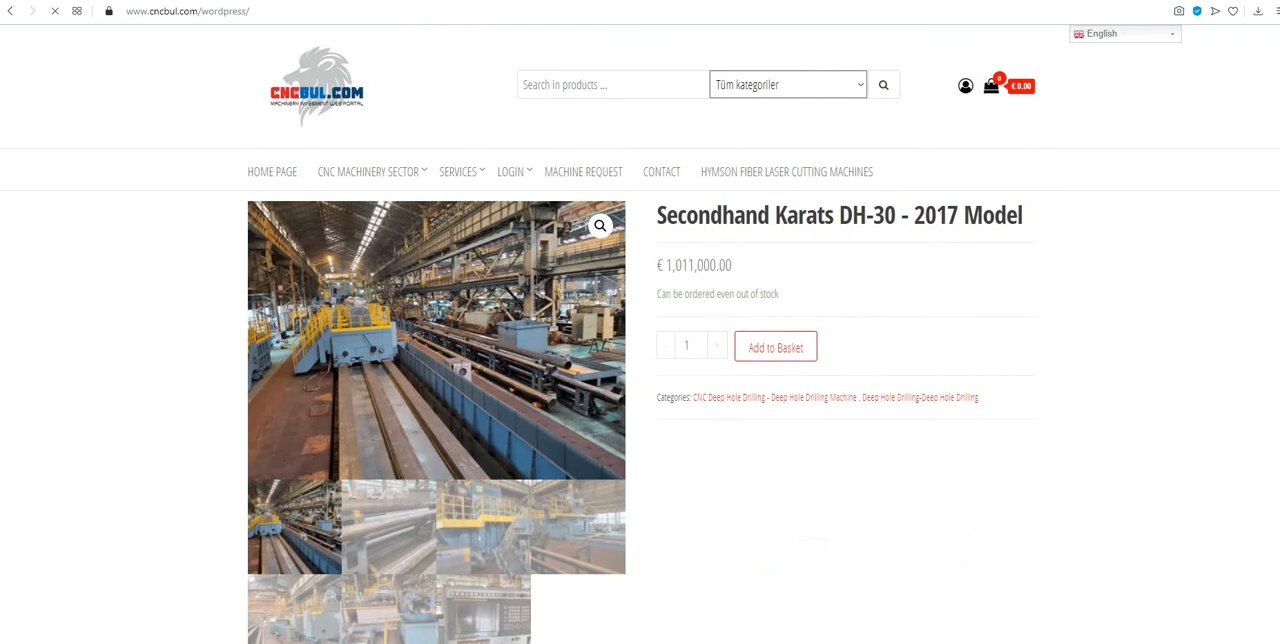 www.cncbul.com/wordpress/
English
CNCBUL.COM
MACHINERY INVESMENT WEB PORTAL
Search in products ...
Tüm kategoriler
0
€ 0.00
HOME PAGE
CNC MACHINERY SECTOR
SERVICES
LOGIN
MACHINE REQUEST
CONTACT
HYMSON FIBER LASER CUTTING MACHINES
Secondhand Karats DH-30 - 2017 Model
€ 1,011,000.00
Can be ordered even out of stock
- 1 +
Add to Basket
Categories: CNC Deep Hole Drilling - Deep Hole Drilling Machine , Deep Hole Drilling-Deep Hole Drilling